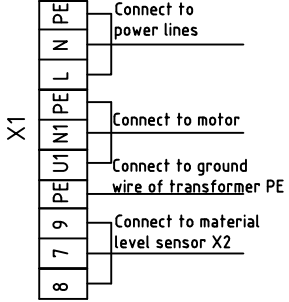 X1
PE
N
L
PE
N1
U1
PE
9
7
8
Connect to
power lines
Connect to motor
Connect to ground
wire of transformer PE
Connect to material
level sensor X2